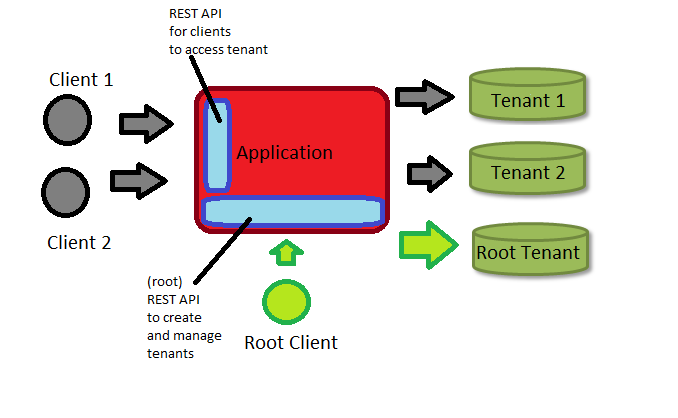 REST API
for clients
to access tenant
Client 1
Tenant 1
Application
Tenant 2
Client 2
Root Tenant
(root)
REST API
to create
and manage
tenants
Root Client